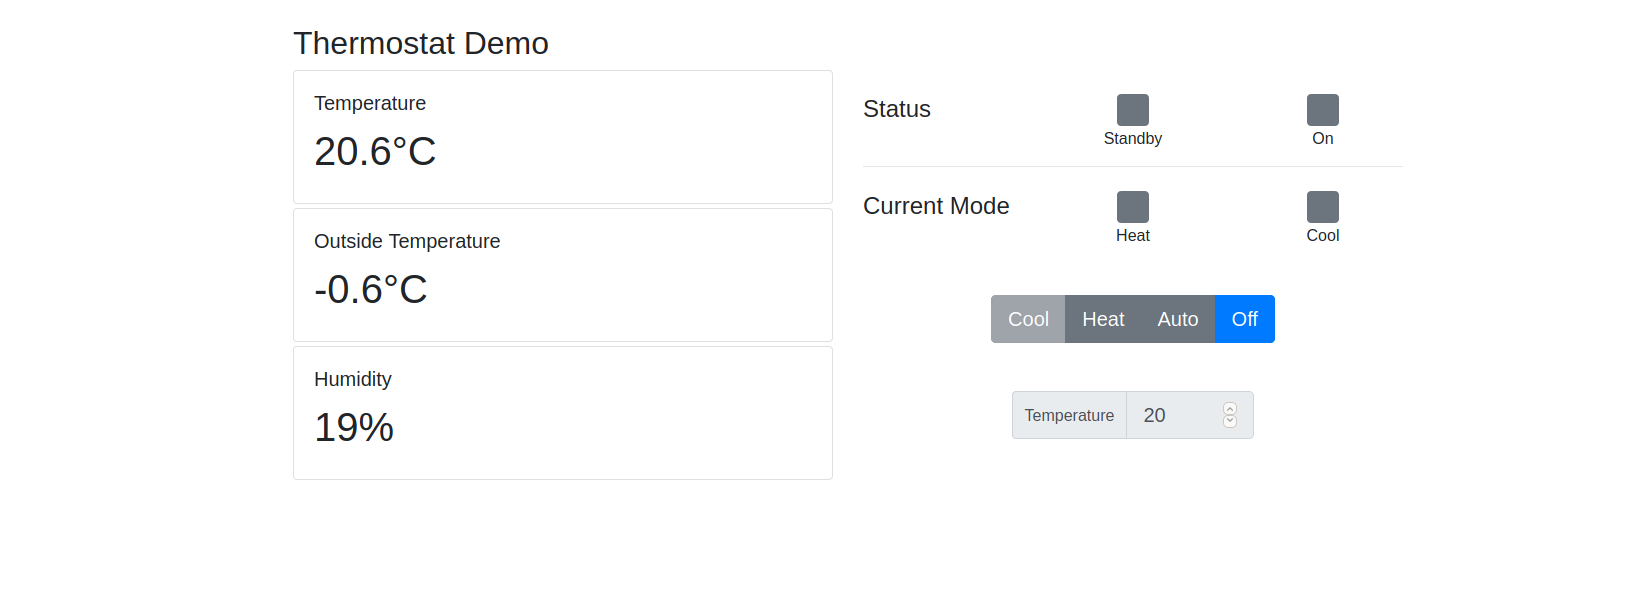 Thermostat Demo
Temperature
20.6°C
Outside Temperature
-0.6°C
Humidity
19%
Status
Standby
On
Current Mode
Heat
Cool
Cool Heat Auto Off
Temperature 20